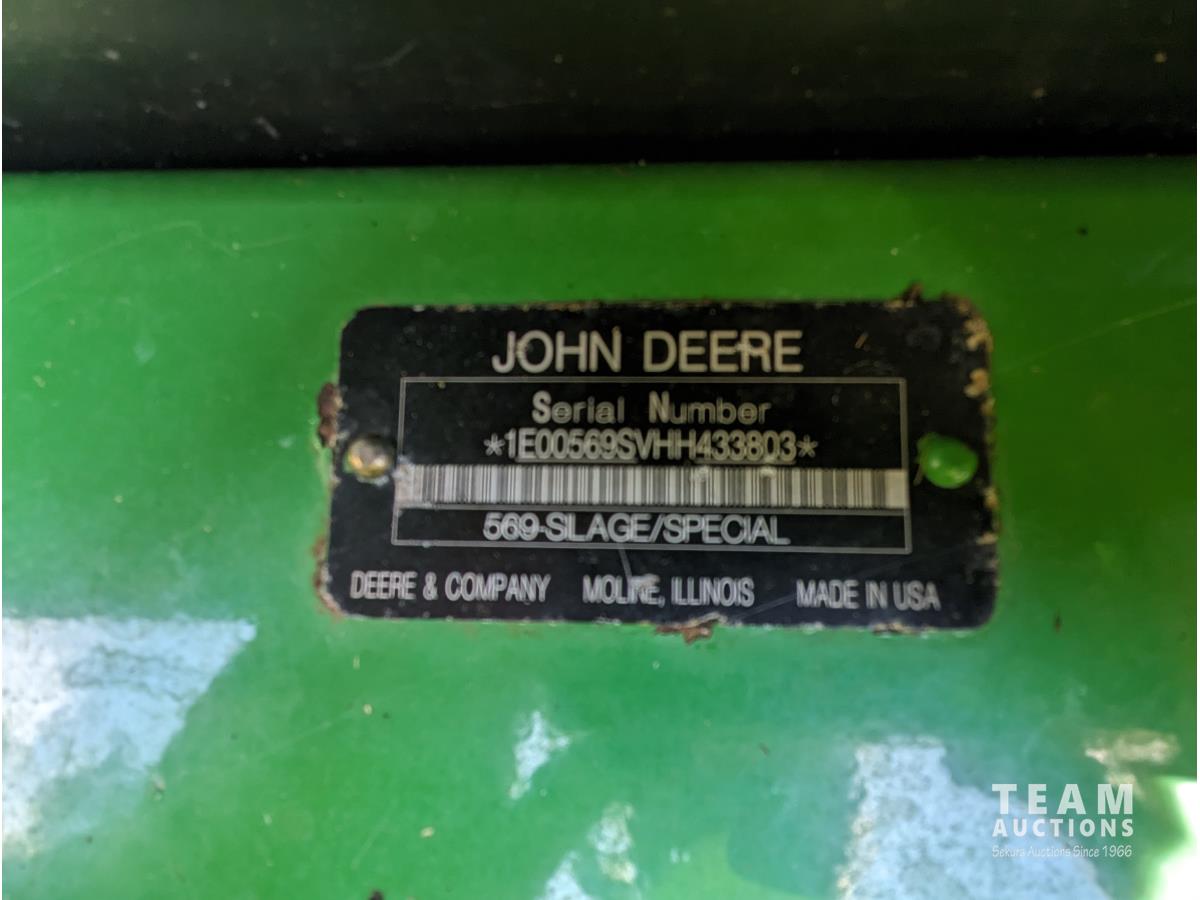 JOHN DEERE
Serial Number
*1E00569SVHH433803*
569-SLAGE/SPECIAL
DEERE & COMPANY MOLINE, ILLINOIS MADE IN USA
TEAM
AUCTIONS
Sekura Auctions Since 1966